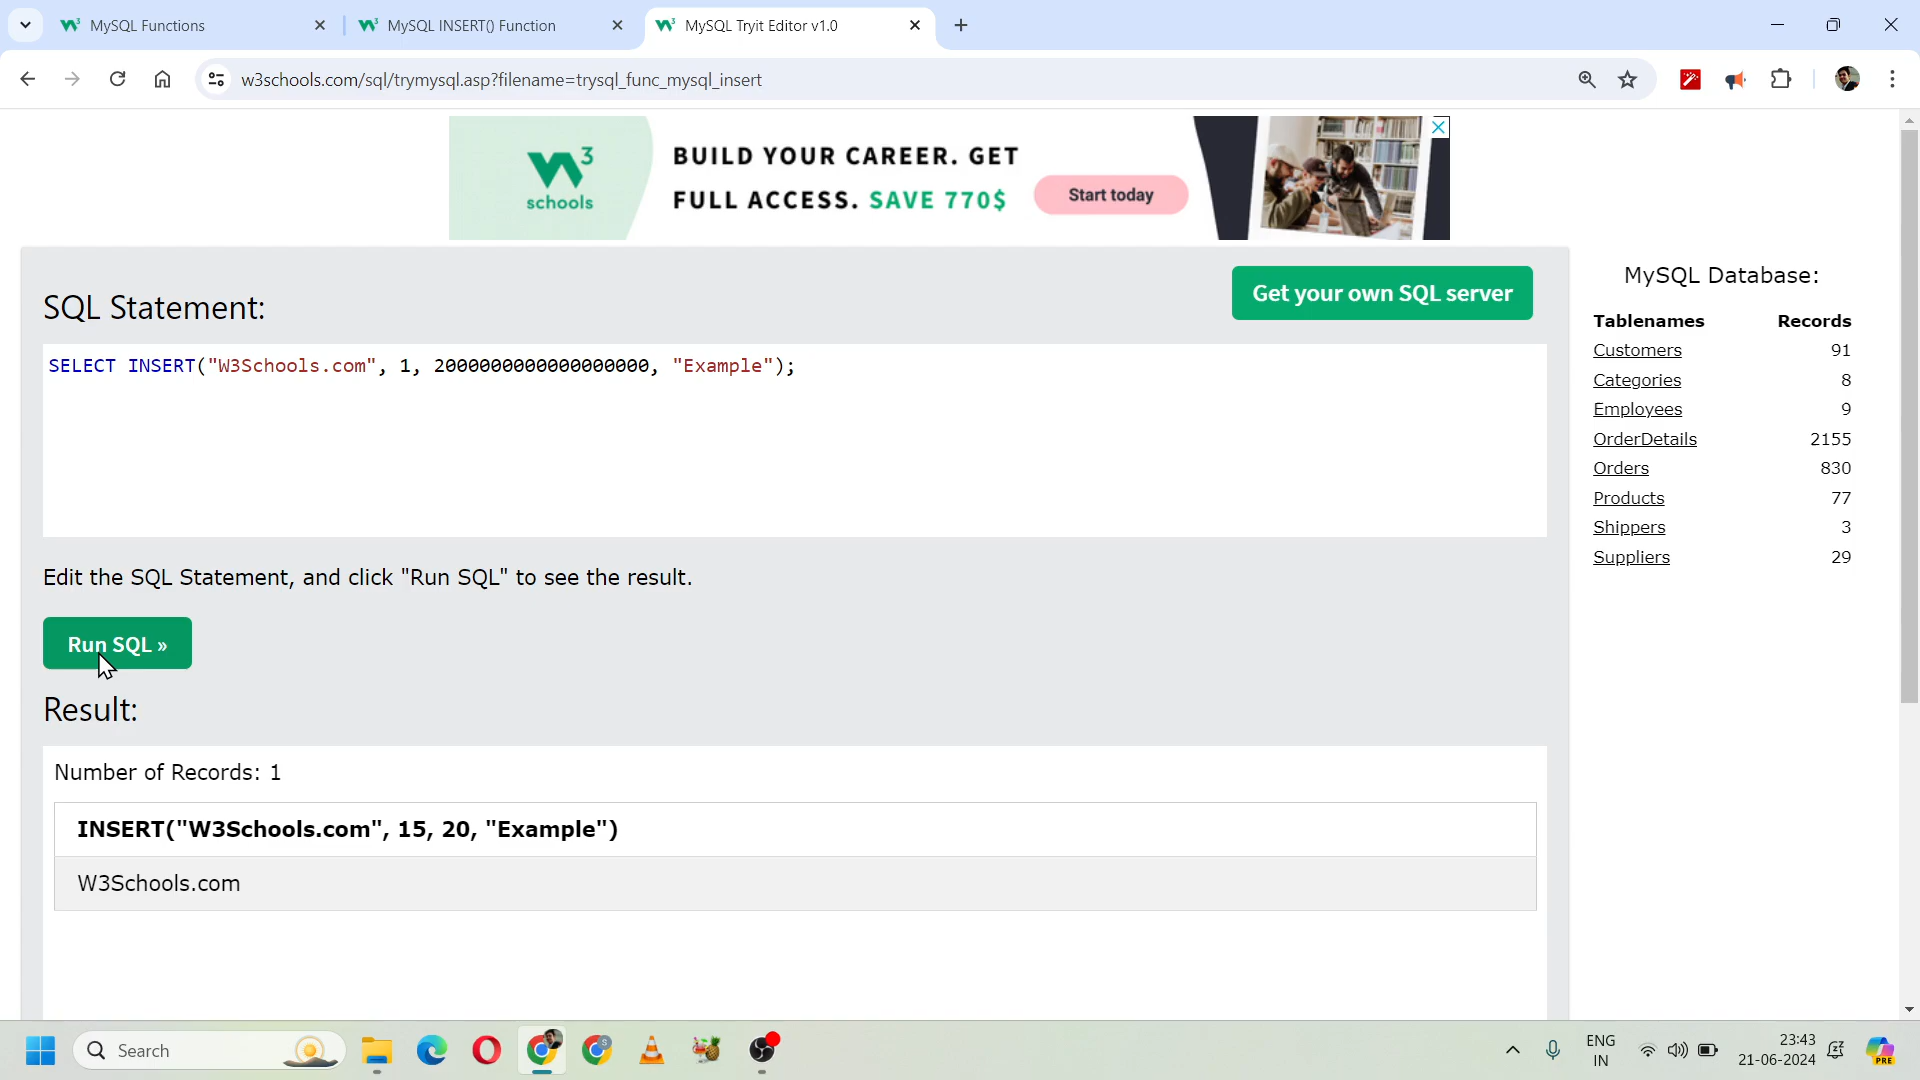 MySQL Functions
MySQL INSERT() Function
MySQL Tryit Editor v1.0
w3schools.com/sql/trymysql.asp?filename=trysql_func_mysql_insert
W3 schools
BUILD YOUR CAREER. GET
FULL ACCESS. SAVE 770$
Start today
SQL Statement:
Get your own SQL server
SELECT INSERT("W3Schools.com", 1, 2000000000000000000, "Example");
Edit the SQL Statement, and click "Run SQL" to see the result.
Run SQL »
Result:
Number of Records: 1
INSERT("W3Schools.com", 15, 20, "Example")
W3Schools.com
MySQL Database:
Tablenames Records
Customers 91
Categories 8
Employees 9
OrderDetails 2155
Orders 830
Products 77
Shippers 3
Suppliers 29
Search
ENG
IN
23:43
21-06-2024
PRE